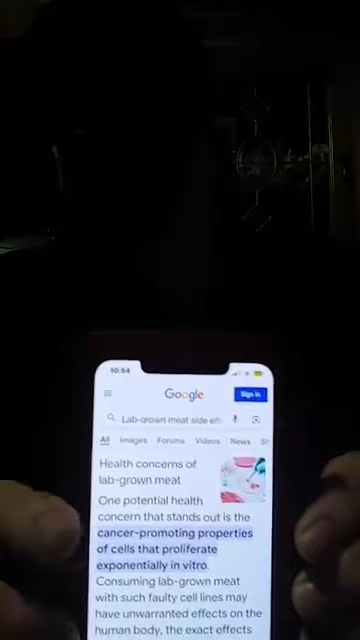 10:54
Google
Sign in
Lab-grown meat side eff
All Images Forums Videos News Sh
Health concerns of
lab-grown meat
One potential health
concern that stands out is the
cancer-promoting properties
of cells that proliferate
exponentially in vitro.
Consuming lab-grown meat
with such faulty cell lines may
have unwarranted effects on the
human body, the exact effects